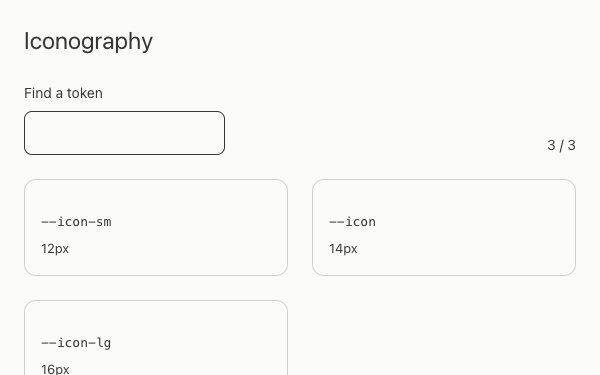 Iconography
Find a token
3 / 3
--icon-sm
12px
--icon
14px
--icon-lg
16px